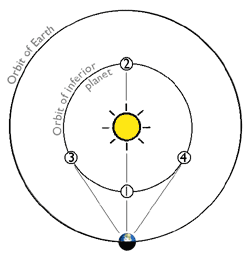 Orbit of Earth
Orbit of inferior
planet
2
3
4
1